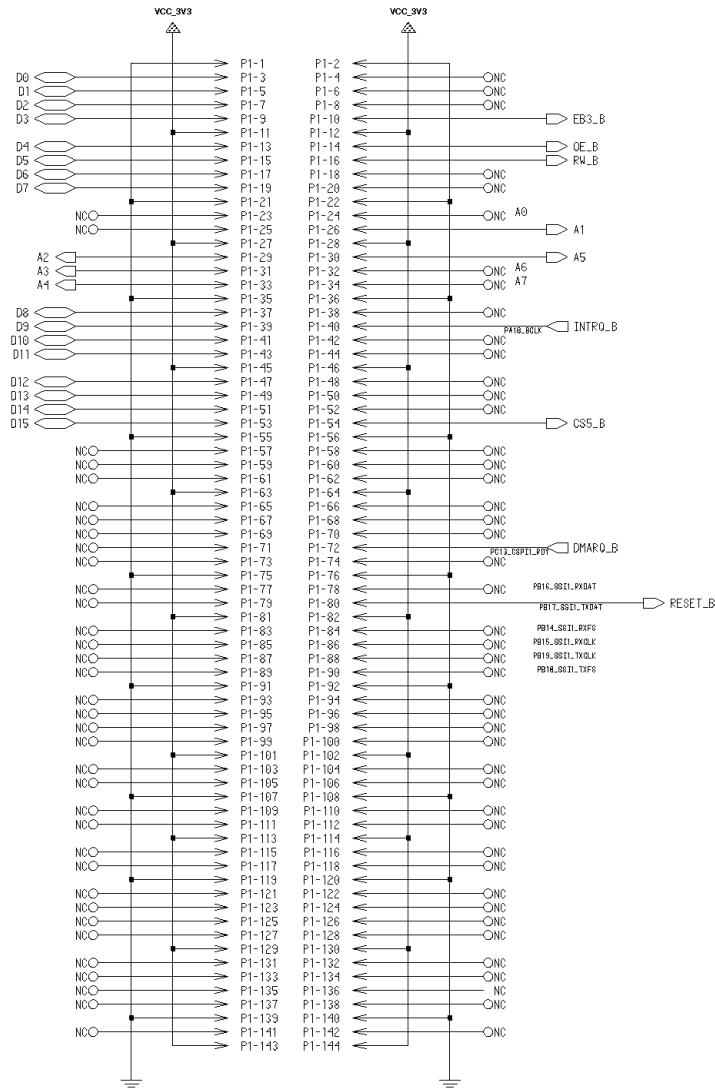 VCC_3V3 VCC_3V3
P1-1 P1-2
D0 P1-3 P1-4 NC
D1 P1-5 P1-6 NC
D2 P1-7 P1-8 NC
D3 P1-9 P1-10 EB3_B
P1-11 P1-12
D4 P1-13 P1-14 OE_B
D5 P1-15 P1-16 RW_B
D6 P1-17 P1-18 NC
D7 P1-19 P1-20 NC
P1-21 P1-22
NC P1-23 P1-24 NC A0
NC P1-25 P1-26 A1
P1-27 P1-28
A2 P1-29 P1-30 A5
A3 P1-31 P1-32 NC A6
A4 P1-33 P1-34 NC A7
P1-35 P1-36
D8 P1-37 P1-38 NC
D9 P1-39 P1-40 PA18_BCLK INTRQ_B
D10 P1-41 P1-42 NC
D11 P1-43 P1-44 NC
P1-45 P1-46
D12 P1-47 P1-48 NC
D13 P1-49 P1-50 NC
D14 P1-51 P1-52 NC
D15 P1-53 P1-54 CS5_B
P1-55 P1-56
NC P1-57 P1-58 NC
NC P1-59 P1-60 NC
NC P1-61 P1-62 NC
P1-63 P1-64
NC P1-65 P1-66 NC
NC P1-67 P1-68 NC
NC P1-69 P1-70 NC
NC P1-71 P1-72 PC13_CSPI1_RDY DMARQ_B
NC P1-73 P1-74 NC
P1-75 P1-76
NC P1-77 P1-78 NC PB16_SSI1_RXDAT
NC P1-79 P1-80 PB17_SSI1_TXDAT RESET_B
P1-81 P1-82
NC P1-83 P1-84 NC PB14_SSI1_RXFS
NC P1-85 P1-86 NC PB15_SSI1_RXCLK
NC P1-87 P1-88 NC PB19_SSI1_TXCLK
NC P1-89 P1-90 NC PB18_SSI1_TXFS
P1-91 P1-92
NC P1-93 P1-94 NC
NC P1-95 P1-96 NC
NC P1-97 P1-98 NC
NC P1-99 P1-100 NC
P1-101 P1-102
NC P1-103 P1-104 NC
NC P1-105 P1-106 NC
P1-107 P1-108
NC P1-109 P1-110 NC
NC P1-111 P1-112 NC
P1-113 P1-114
NC P1-115 P1-116 NC
NC P1-117 P1-118 NC
P1-119 P1-120
NC P1-121 P1-122 NC
NC P1-123 P1-124 NC
NC P1-125 P1-126 NC
NC P1-127 P1-128 NC
P1-129 P1-130
NC P1-131 P1-132 NC
NC P1-133 P1-134 NC
NC P1-135 P1-136 NC
NC P1-137 P1-138 NC
P1-139 P1-140
NC P1-141 P1-142 NC
P1-143 P1-144